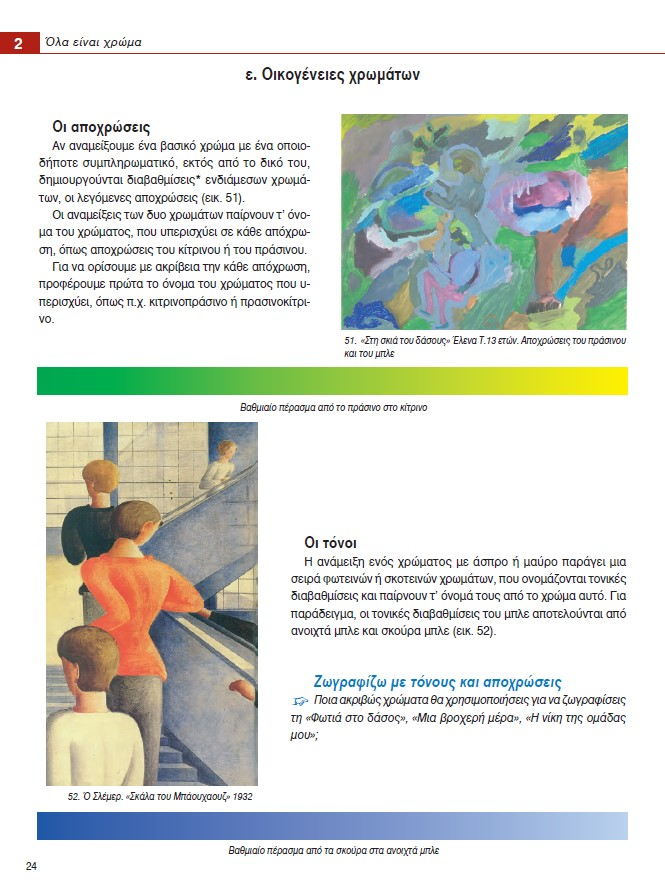 2
Όλα είναι χρώμα
ε. Οικογένειες χρωμάτων
Οι αποχρώσεις
Αν αναμείξουμε ένα βασικό χρώμα με ένα οποιο-
δήποτε συμπληρωματικό, εκτός από το δικό του,
δημιουργούνται διαβαθμίσεις* ενδιάμεσων χρωμά-
των, οι λεγόμενες αποχρώσεις (εικ. 51).
Οι αναμείξεις των δυο χρωμάτων παίρνουν τ' όνο-
μα του χρώματος, που υπερισχύει σε κάθε απόχρω-
ση, όπως αποχρώσεις του κίτρινου ή του πράσινου.
Για να ορίσουμε με ακρίβεια την κάθε απόχρωση,
προφέρουμε πρώτα το όνομα του χρώματος που υ-
περισχύει, όπως π.χ. κιτρινοπράσινο ή πρασινοκίτρι-
νο.
51. «Στη σκιά του δάσους» Έλενα Τ.13 ετών. Αποχρώσεις του πράσινου
και του μπλε
Βαθμιαίο πέρασμα από το πράσινο στο κίτρινο
Οι τόνοι
Η ανάμειξη ενός χρώματος με άσπρο ή μαύρο παράγει μια
σειρά φωτεινών ή σκοτεινών χρωμάτων, που ονομάζονται τονικές
διαβαθμίσεις και παίρνουν τ' όνομά τους από το χρώμα αυτό. Για
παράδειγμα, οι τονικές διαβαθμίσεις του μπλε αποτελούνται από
ανοιχτά μπλε και σκούρα μπλε (εικ. 52).
Ζωγραφίζω με τόνους και αποχρώσεις
Ποια ακριβώς χρώματα θα χρησιμοποιήσεις για να ζωγραφίσεις
τη «Φωτιά στο δάσος», «Μια βροχερή μέρα», «Η νίκη της ομάδας
μου»;
52. Ό Σλέμερ. «Σκάλα του Μπάουχαουζ» 1932
Βαθμιαίο πέρασμα από τα σκούρα στα ανοιχτά μπλε
24